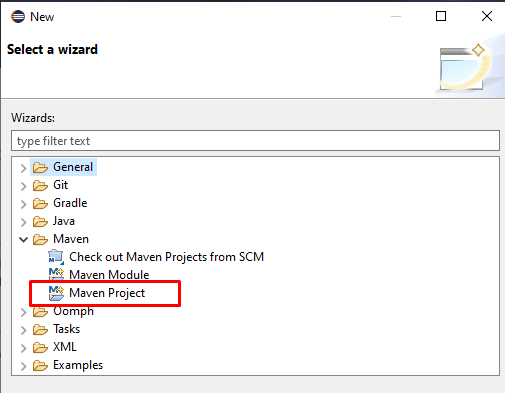 New
Select a wizard
Wizards:
type filter text
General
Git
Gradle
Java
Maven
Check out Maven Projects from SCM
Maven Module
Maven Project
Oomph
Tasks
XML
Examples